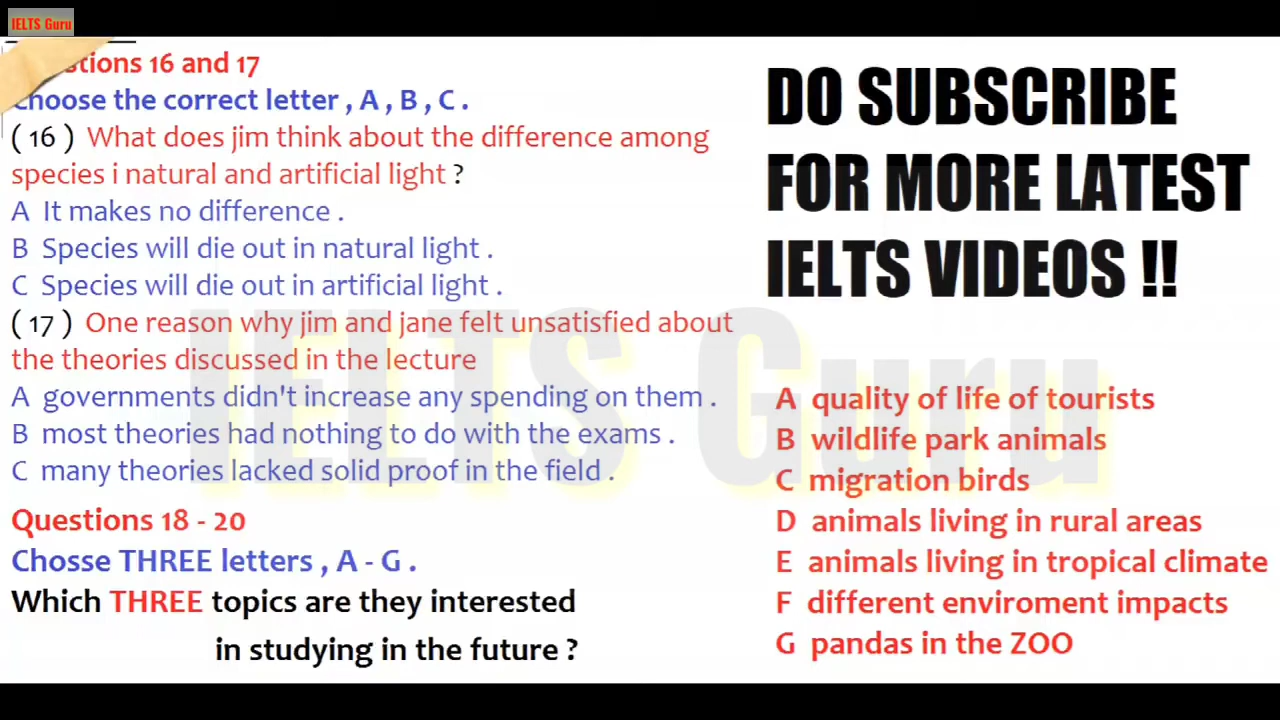 IELTS Guru
stions 16 and 17
Choose the correct letter , A , B , C .
( 16 ) What does jim think about the difference among
species i natural and artificial light ?
A It makes no difference .
B Species will die out in natural light .
C Species will die out in artificial light .
( 17 ) One reason why jim and jane felt unsatisfied about
the theories discussed in the lecture
A governments didn't increase any spending on them .
B most theories had nothing to do with the exams .
C many theories lacked solid proof in the field .
Questions 18 - 20
Chosse THREE letters , A - G .
Which THREE topics are they interested
in studying in the future ?
DO SUBSCRIBE
FOR MORE LATEST
IELTS VIDEOS !!
A quality of life of tourists
B wildlife park animals
C migration birds
D animals living in rural areas
E animals living in tropical climate
F different enviroment impacts
G pandas in the ZOO
IELTS Guru